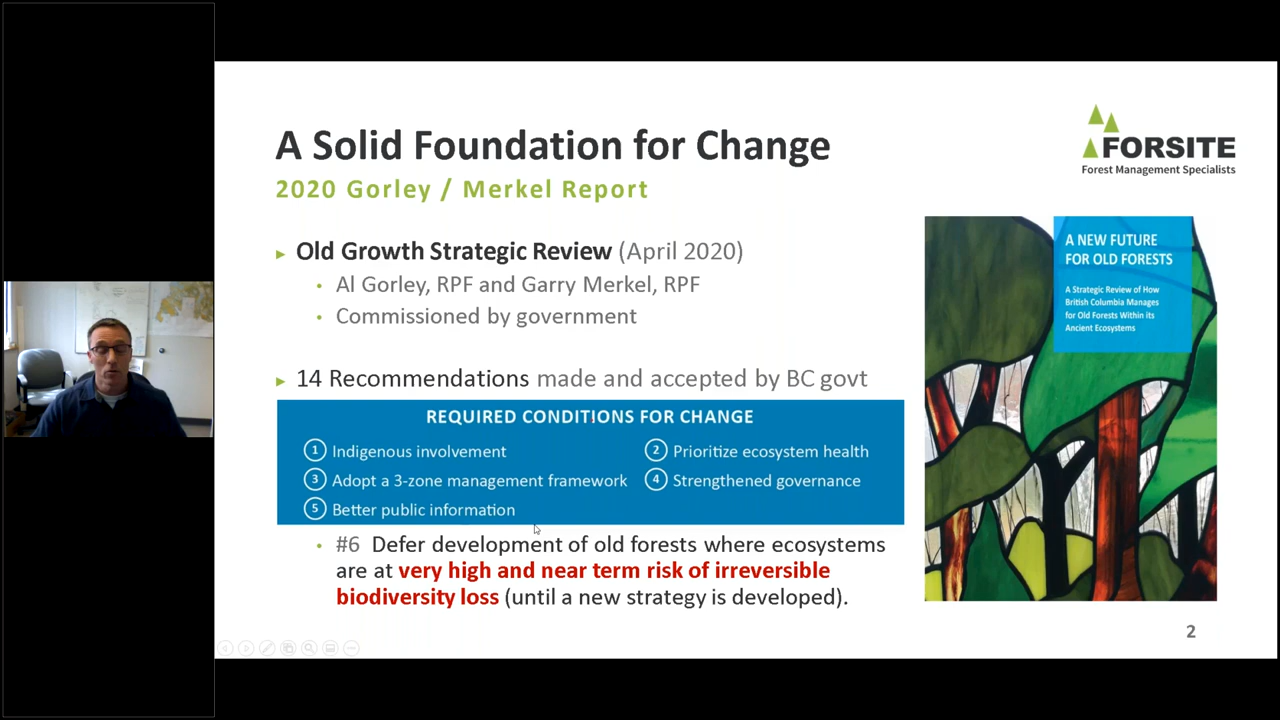 A Solid Foundation for Change
2020 Gorley / Merkel Report
FORSITE
Forest Management Specialists
Old Growth Strategic Review (April 2020)
Al Gorley, RPF and Garry Merkel, RPF
Commissioned by government
14 Recommendations made and accepted by BC govt
REQUIRED CONDITIONS FOR CHANGE
1 Indigenous involvement
2 Prioritize ecosystem health
3 Adopt a 3-zone management framework
4 Strengthened governance
5 Better public information
#6 Defer development of old forests where ecosystems
are at very high and near term risk of irreversible
biodiversity loss (until a new strategy is developed).
A NEW FUTURE
FOR OLD FORESTS
A Strategic Review of How
British Columbia Manages
for Old Forests Within its
Ancient Ecosystems
2